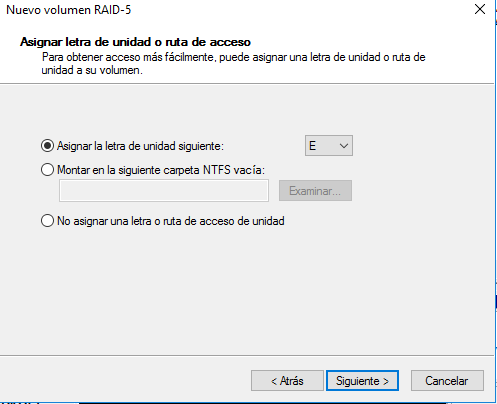 Nuevo volumen RAID-5
Asignar letra de unidad o ruta de acceso
Para obtener acceso más fácilmente, puede asignar una letra de unidad o ruta de
unidad a su volumen.
Asignar la letra de unidad siguiente:
E
Montar en la siguiente carpeta NTFS vacía:
Examinar...
No asignar una letra o ruta de acceso de unidad
< Atrás
Siguiente >
Cancelar